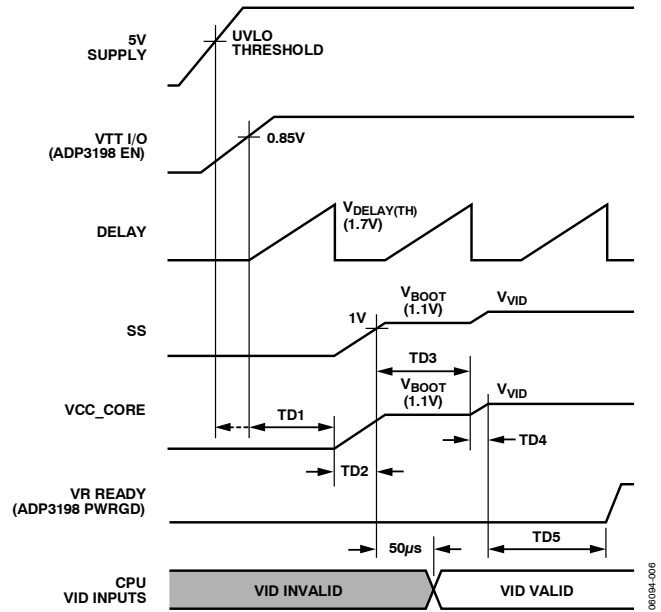 5V
SUPPLY
UVLO
THRESHOLD
VTT I/O
(ADP3198 EN)
0.85V
DELAY
VDELAY(TH)
(1.7V)
SS
1V
VBOOT
(1.1V)
VVID
TD3
VCC_CORE
VBOOT
(1.1V)
VVID
TD1
TD4
TD2
VR READY
(ADP3198 PWRGD)
50µs
TD5
CPU
VID INPUTS
VID INVALID
VID VALID
06094-006